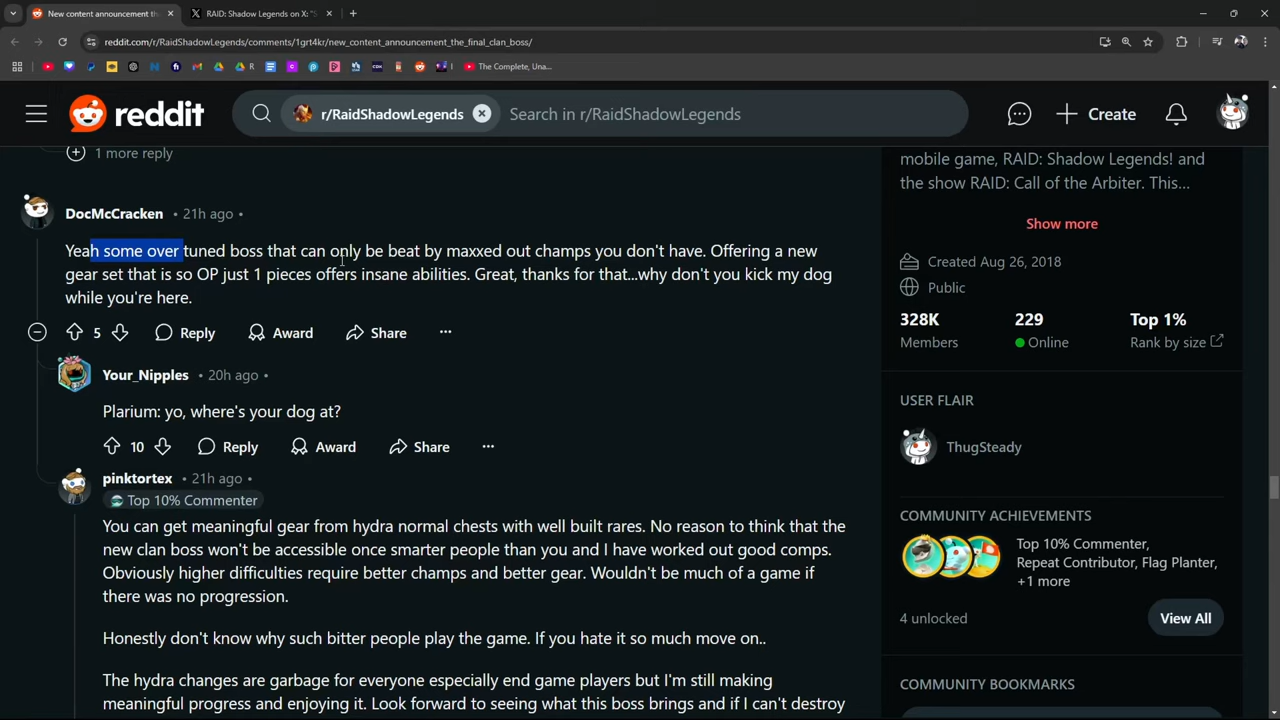 New content announcement th
RAID: Shadow Legends on X: "S
reddit.com/r/RaidShadowLegends/comments/1grt4kr/new_content_announcement_the_final_clan_boss/
The Complete, Una...
reddit
r/RaidShadowLegends
Search in r/RaidShadowLegends
Create
1 more reply
DocMcCracken • 21h ago •
Yeah some over tuned boss that can only be beat by maxxed out champs you don't have. Offering a new
gear set that is so OP just 1 pieces offers insane abilities. Great, thanks for that...why don't you kick my dog
while you're here.
5 Reply Award Share ...
Your_Nipples • 20h ago •
Plarium: yo, where's your dog at?
10 Reply Award Share ...
pinktortex • 21h ago •
Top 10% Commenter
You can get meaningful gear from hydra normal chests with well built rares. No reason to think that the
new clan boss won't be accessible once smarter people than you and I have worked out good comps.
Obviously higher difficulties require better champs and better gear. Wouldn't be much of a game if
there was no progression.
Honestly don't know why such bitter people play the game. If you hate it so much move on..
The hydra changes are garbage for everyone especially end game players but I'm still making
meaningful progress and enjoying it. Look forward to seeing what this boss brings and if I can't destroy
mobile game, RAID: Shadow Legends! and
the show RAID: Call of the Arbiter. This...
Show more
Created Aug 26, 2018
Public
328K 229 Top 1%
Members Online Rank by size
USER FLAIR
ThugSteady
COMMUNITY ACHIEVEMENTS
Top 10% Commenter,
Repeat Contributor, Flag Planter,
+1 more
4 unlocked
View All
COMMUNITY BOOKMARKS